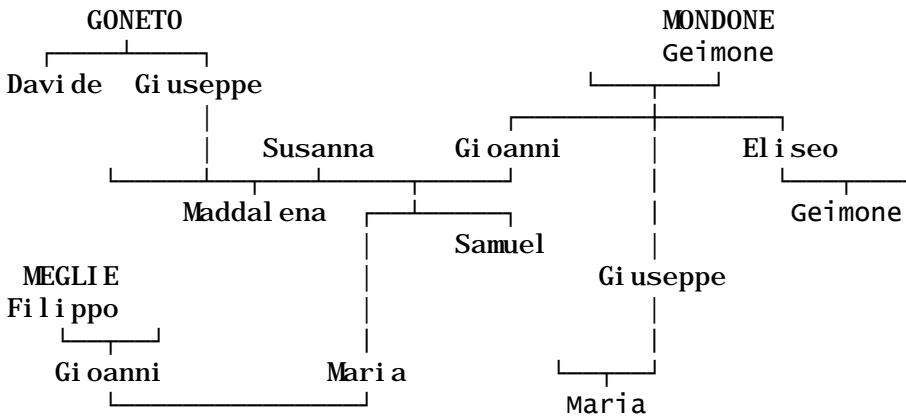 GONETO MONDONE
Geimone
Davide Giuseppe
Susanna Gioanni Eliseo
Maddalena Geimone
Samuel
MEGLIE Giuseppe
Filippo
Gioanni Maria
Maria